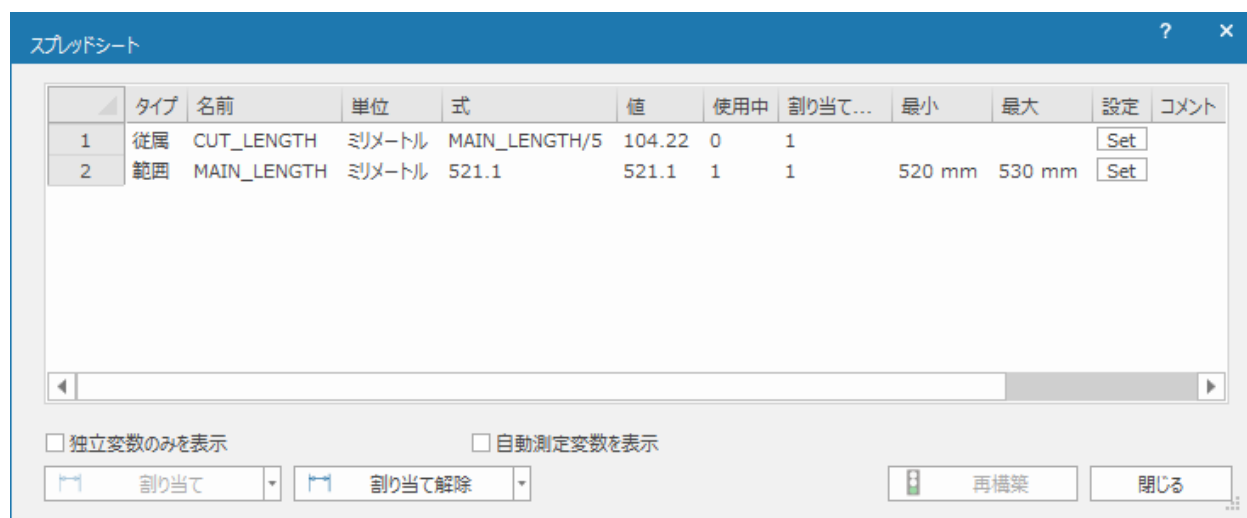 スプレッドシート ? ×
タイプ 名前 単位 式 値 使用中 割り当て... 最小 最大 設定 コメント
1 従属 CUT_LENGTH ミリメートル MAIN_LENGTH/5 104.22 0 1 Set
2 範囲 MAIN_LENGTH ミリメートル 521.1 521.1 1 1 520 mm 530 mm Set
独立変数のみを表示 自動測定変数を表示
割り当て 割り当て解除 再構築 閉じる